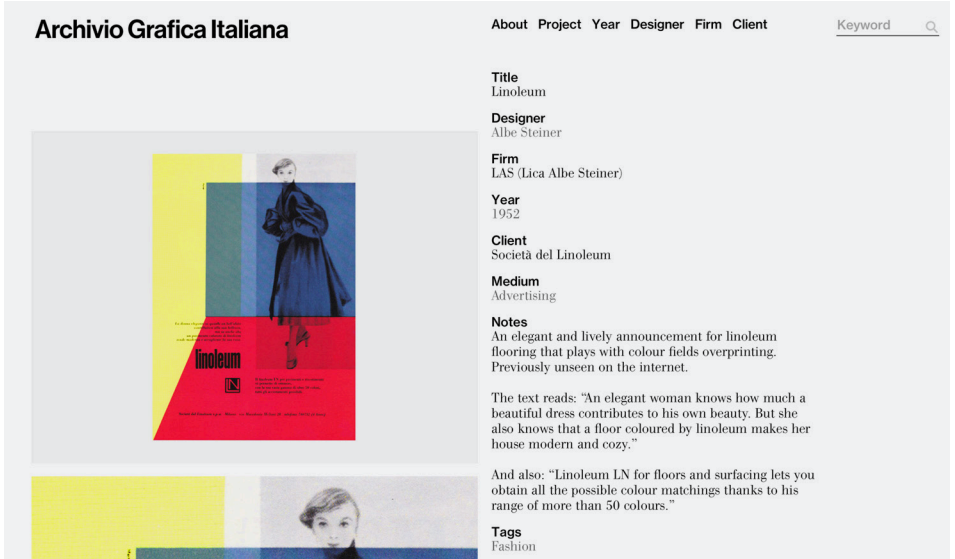 Archivio Grafica Italiana
About Project Year Designer Firm Client
Keyword
linoleum
LN
Title
Linoleum
Designer
Albe Steiner
Firm
LAS (Lica Albe Steiner)
Year
1952
Client
Società del Linoleum
Medium
Advertising
Notes
An elegant and lively announcement for linoleum
flooring that plays with colour fields overprinting.
Previously unseen on the internet.
The text reads: “An elegant woman knows how much a
beautiful dress contributes to his own beauty. But she
also knows that a floor coloured by linoleum makes her
house modern and cozy.”
And also: “Linoleum LN for floors and surfacing lets you
obtain all the possible colour matchings thanks to his
range of more than 50 colours.”
Tags
Fashion